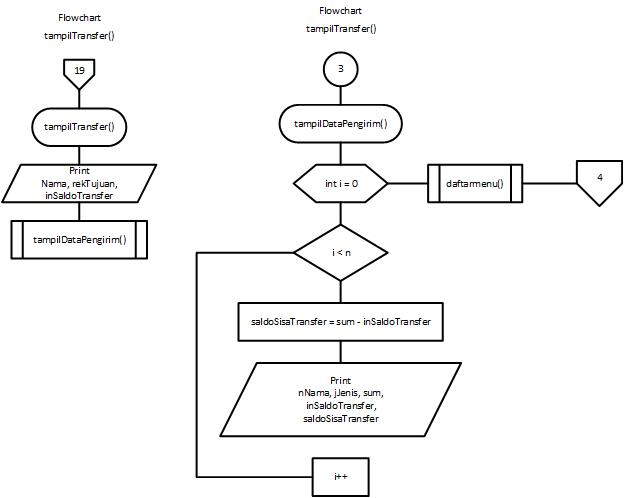 Flowchart
tampilTransfer()
19
tampilTransfer()
Print
Nama, rekTujuan,
inSaldoTransfer
tampilDataPengirim()
Flowchart
tampilTransfer()
3
tampilDataPengirim()
int i = 0
daftarmenu()
4
i < n
saldoSisaTransfer = sum - inSaldoTransfer
Print
nNama, jJenis, sum,
inSaldoTransfer,
saldoSisaTransfer
i++